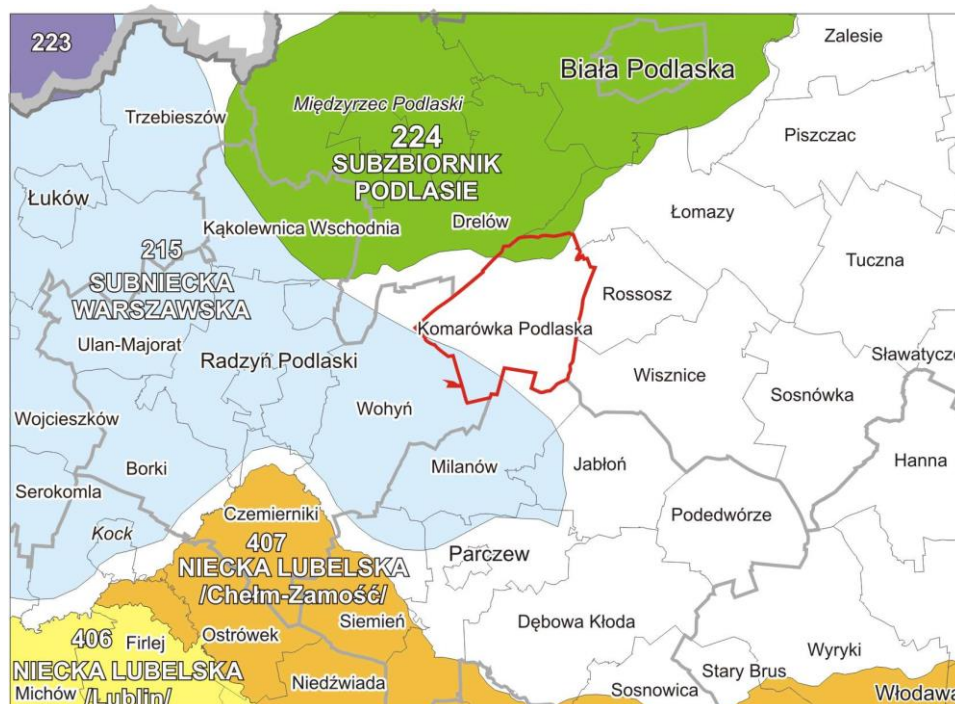 223
Zalesie
Biała Podlaska
Międzyrzec Podlaski
Trzebieszów
224
SUBZBIORNIK
PODLASIE
Piszczac
Łuków
Kąkolewnica Wschodnia
Drelów
Łomazy
215
SUBNIECKA
WARSZAWSKA
Tuczna
Rossosz
Komarówka Podlaska
Ulan-Majorat
Radzyń Podlaski
Sławatycze
Wisznice
Sosnówka
Wojcieszków
Wohyń
Borki
Milanów
Jabłoń
Hanna
Serokomla
Czemierniki
Podedwórze
Kock
407
NIECKA LUBELSKA
/Chełm-Zamość/
Parczew
Siemień
Dębowa Kłoda
406
Firlej
Ostrówek
Wyryki
NIECKA LUBELSKA
/Lublin/
Michów
Niedźwiada
Stary Brus
Sosnowica
Włodawa